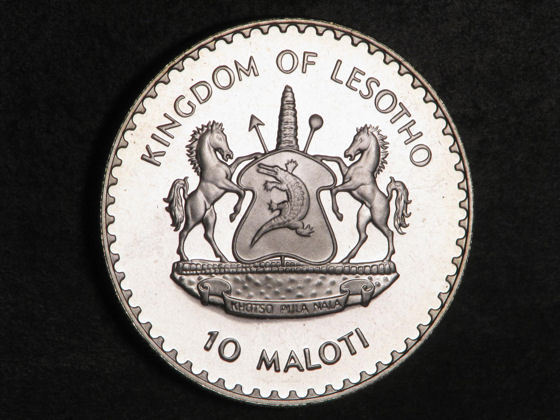 KINGDOM OF LESOTHO
KHOTSO PULA NALA
10 MALOTI